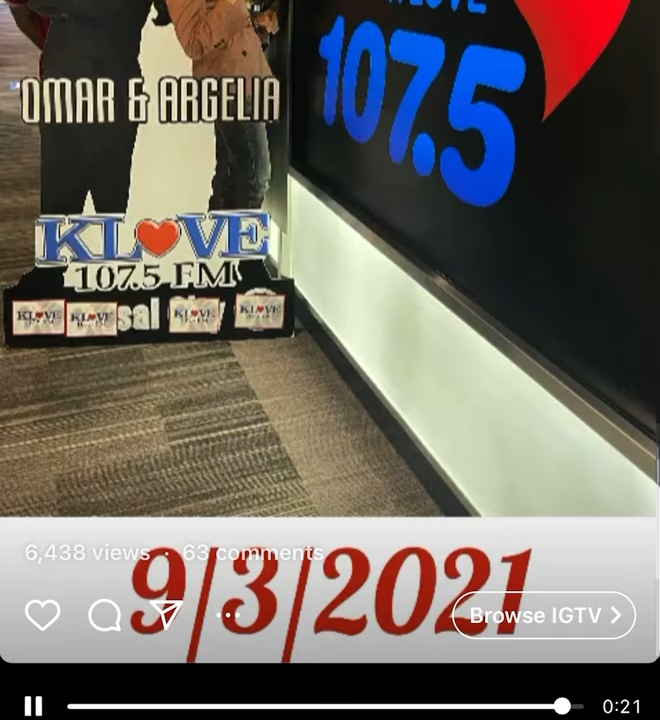 OMAR & ARGELIA
107.5
KLOVE
107.5 FM
KLOVE KLOVE sal KLOVE KLOVE
9/3/2021
6,438 views · 63 comments
Browse IGTV >
0:21